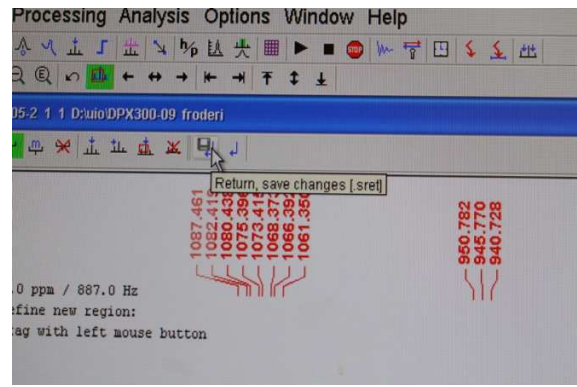 Processing Analysis Options Window Help
05-2 1 1 D:\uio\DPX300-09 froderi
Return, save changes [.sret]
1087.461
1082.419
1080.438
1075.396
1073.415
1068.373
1066.392
1061.350
950.782
945.770
940.728
.0 ppm / 887.0 Hz
efine new region:
ag with left mouse button